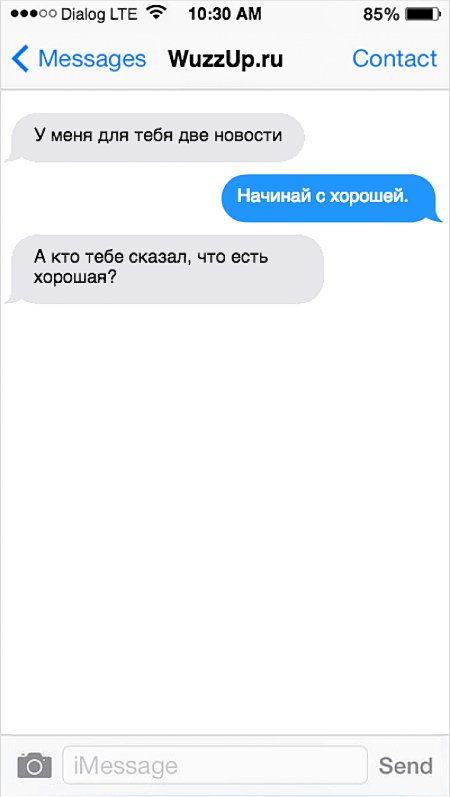 Dialog LTE 10:30 AM 85%
Messages WuzzUp.ru Contact
У меня для тебя две новости
Начинай с хорошей.
А кто тебе сказал, что есть
хорошая?
iMessage Send